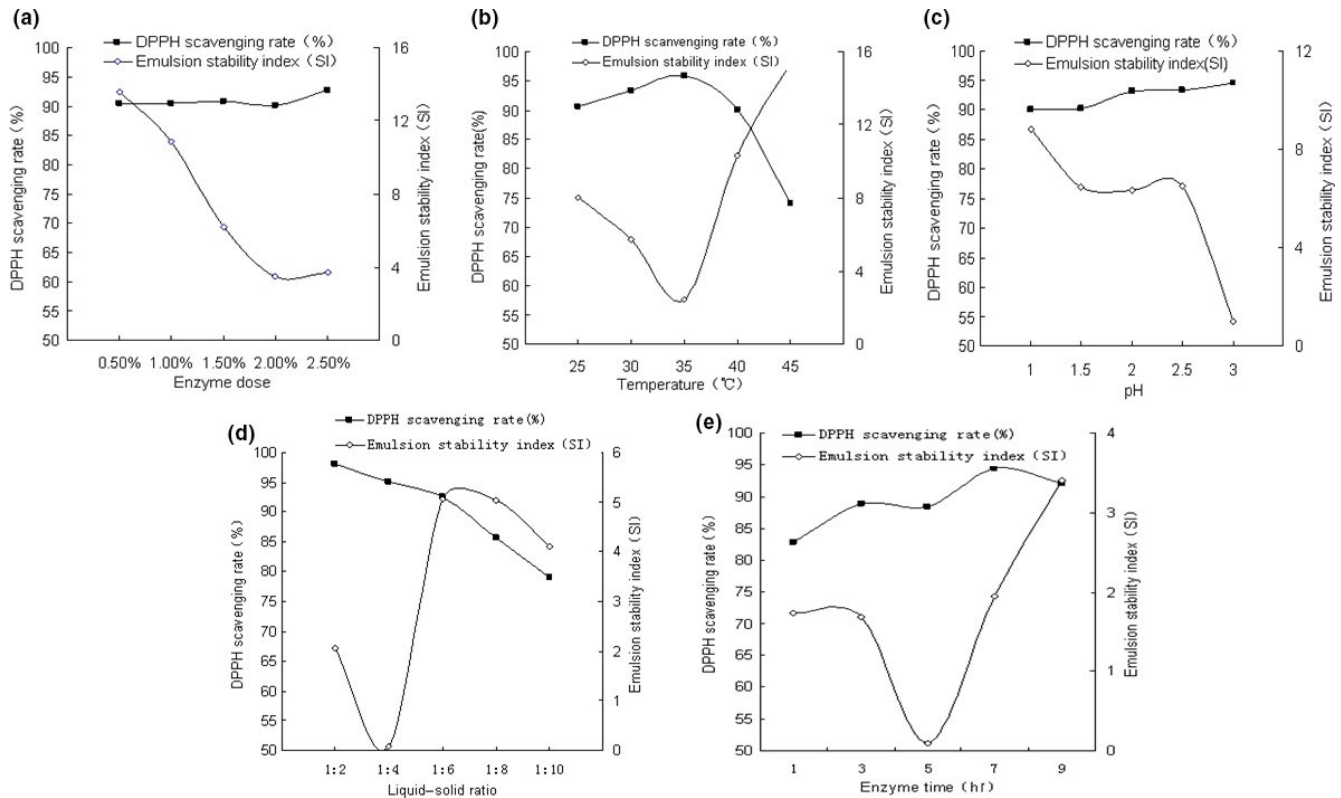 (a)
DPPH scavenging rate (%)
Emulsion stability index (SI)
100
95
90
85
80
75
70
65
60
55
50
DPPH scavenging rate (%)
16
12
8
4
0
Emulsion stability index (SI)
0.50% 1.00% 1.50% 2.00% 2.50%
Enzyme dose
(b)
DPPH scanvenging rate (%)
Emulsion stability index (SI)
100
95
90
85
80
75
70
65
60
55
50
DPPH scavenging rate(%)
16
12
8
4
0
Emulsion stability index (SI)
25 30 35 40 45
Temperature (℃)
(c)
DPPH scavenging rate (%)
Emulsion stability index(SI)
100
95
90
85
80
75
70
65
60
55
50
DPPH scavenging rate (%)
12
8
4
0
Emulsion stability index (SI)
1 1.5 2 2.5 3
pH
(d)
DPPH scavenging rate(%)
Emulsion stability index (SI)
100
95
90
85
80
75
70
65
60
55
50
DPPH scavenging rate (%)
6
5
4
3
2
1
0
Emulsion stability index (SI)
1:2 1:4 1:6 1:8 1:10
Liquid-solid ratio
(e)
DPPH scavenging rate(%)
Emulsion stability index (SI)
100
95
90
85
80
75
70
65
60
55
50
DPPH scavenging rate (%)
4
3
2
1
0
Emulsion stability index (SI)
1 3 5 7 9
Enzyme time (hr)